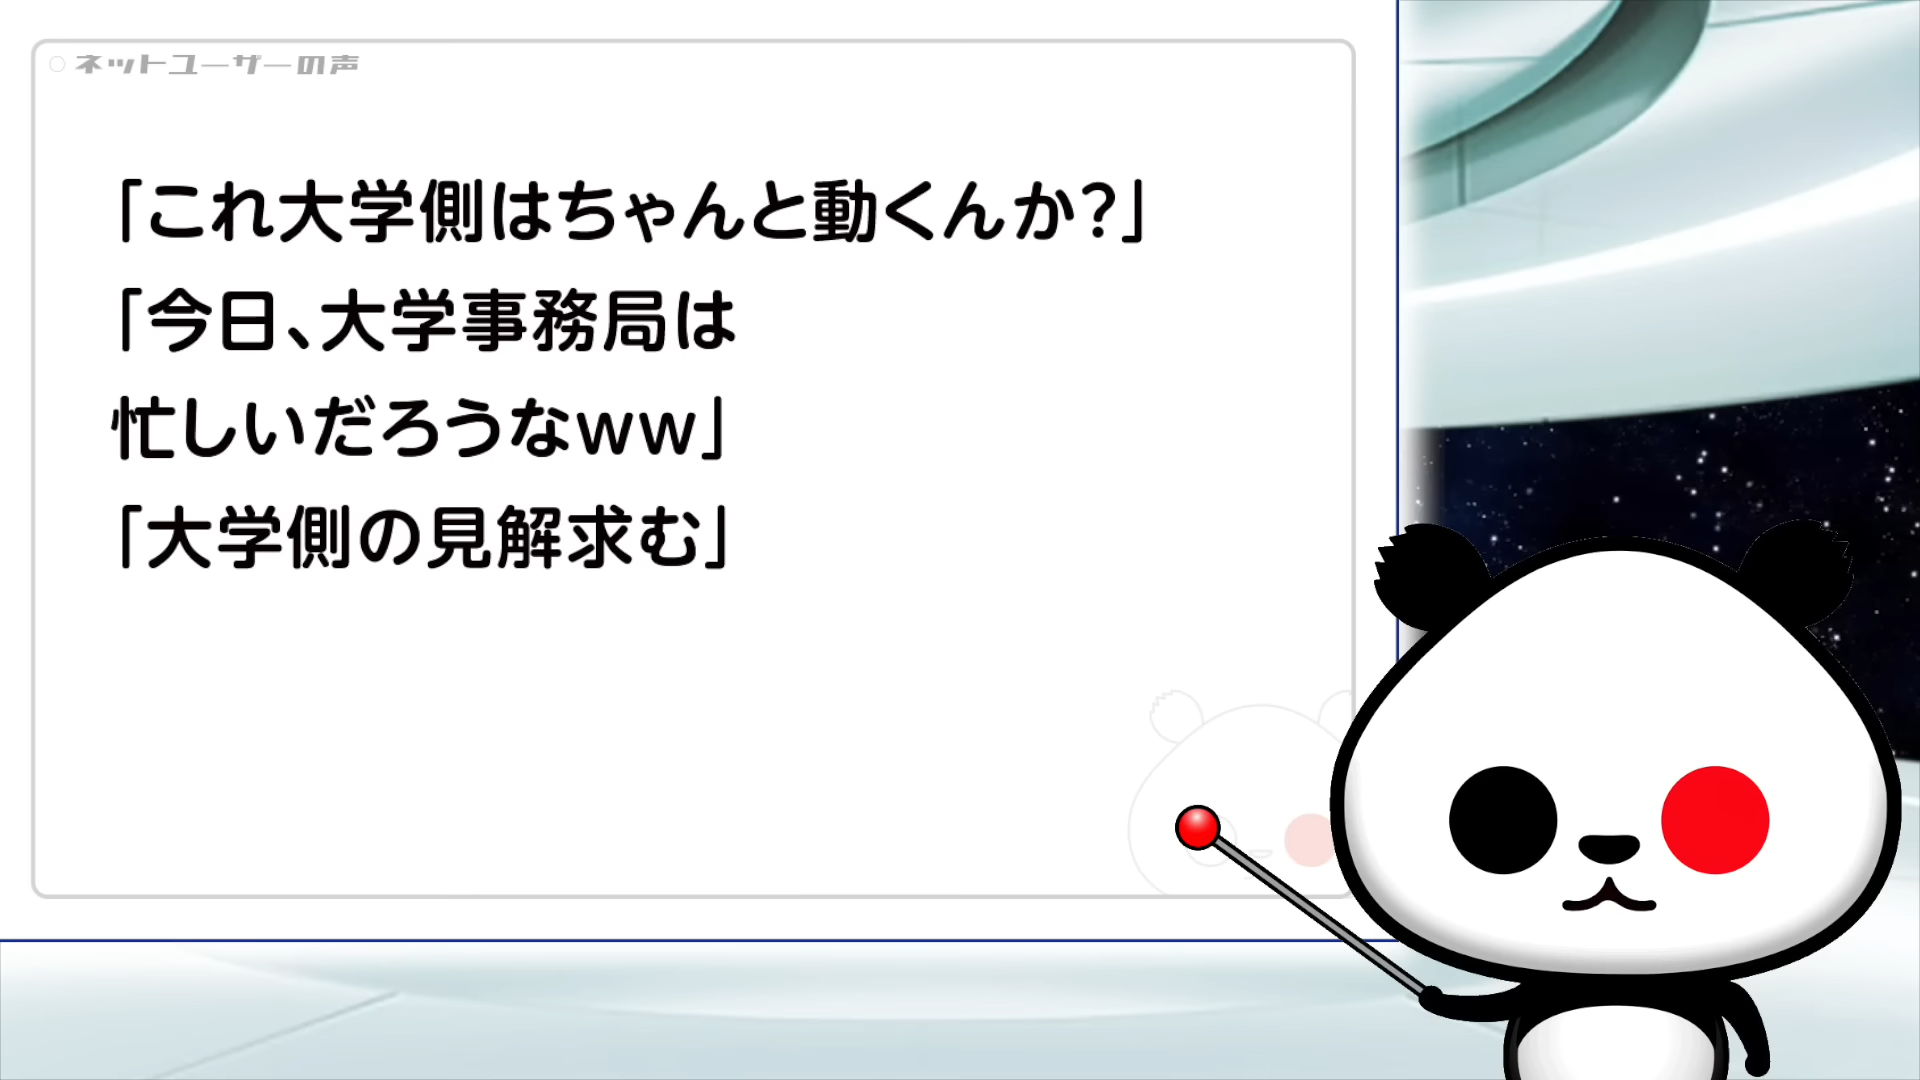 ネットユーザーの声
「これ大学側はちゃんと動くんか?」
「今日、大学事務局は
忙しいだろうなww」
「大学側の見解求む」